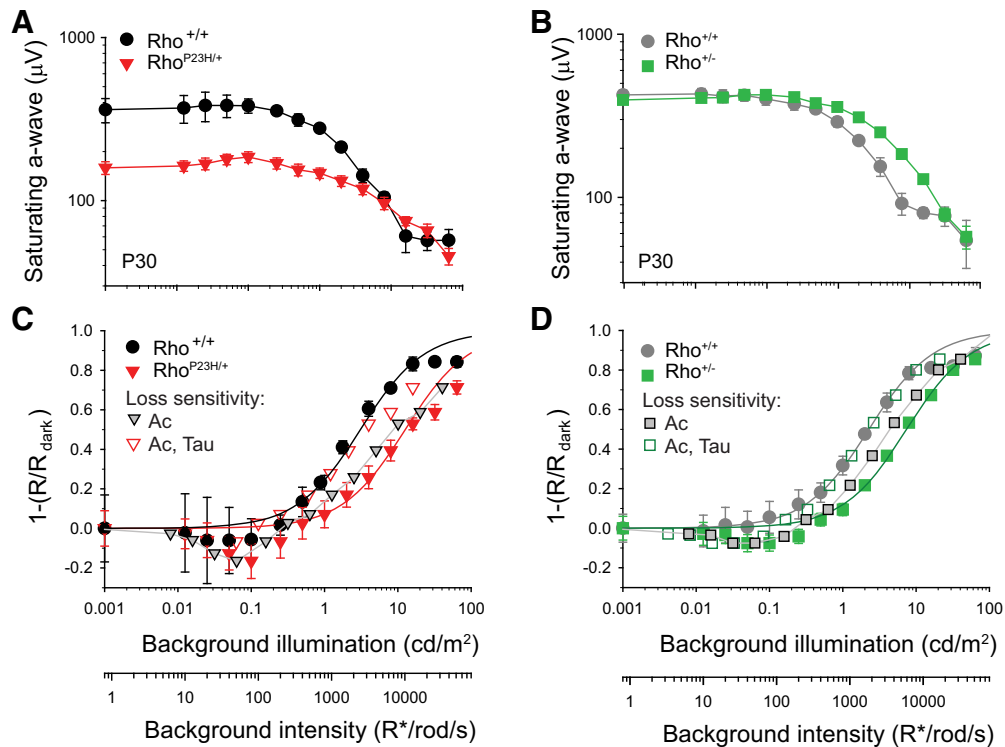 A
1000
100
Saturating a-wave (μV)
Rho+/+
RhoP23H/+
P30
B
1000
100
Saturating a-wave (μV)
Rho+/+
Rho+/-
P30
C
1.0
0.8
0.6
0.4
0.2
0.0
-0.2
1-(R/Rdark)
Rho+/+
RhoP23H/+
Loss sensitivity:
Ac
Ac, Tau
0.001 0.01 0.1 1 10 100
Background illumination (cd/m²)
1 100 10000
Background intensity (R*/rod/s)
D
1.0
0.8
0.6
0.4
0.2
0.0
-0.2
1-(R/Rdark)
Rho+/+
Rho+/-
Loss sensitivity:
Ac
Ac, Tau
0.001 0.01 0.1 1 10 100
Background illumination (cd/m²)
1 10 100 1000 10000
Background intensity (R*/rod/s)